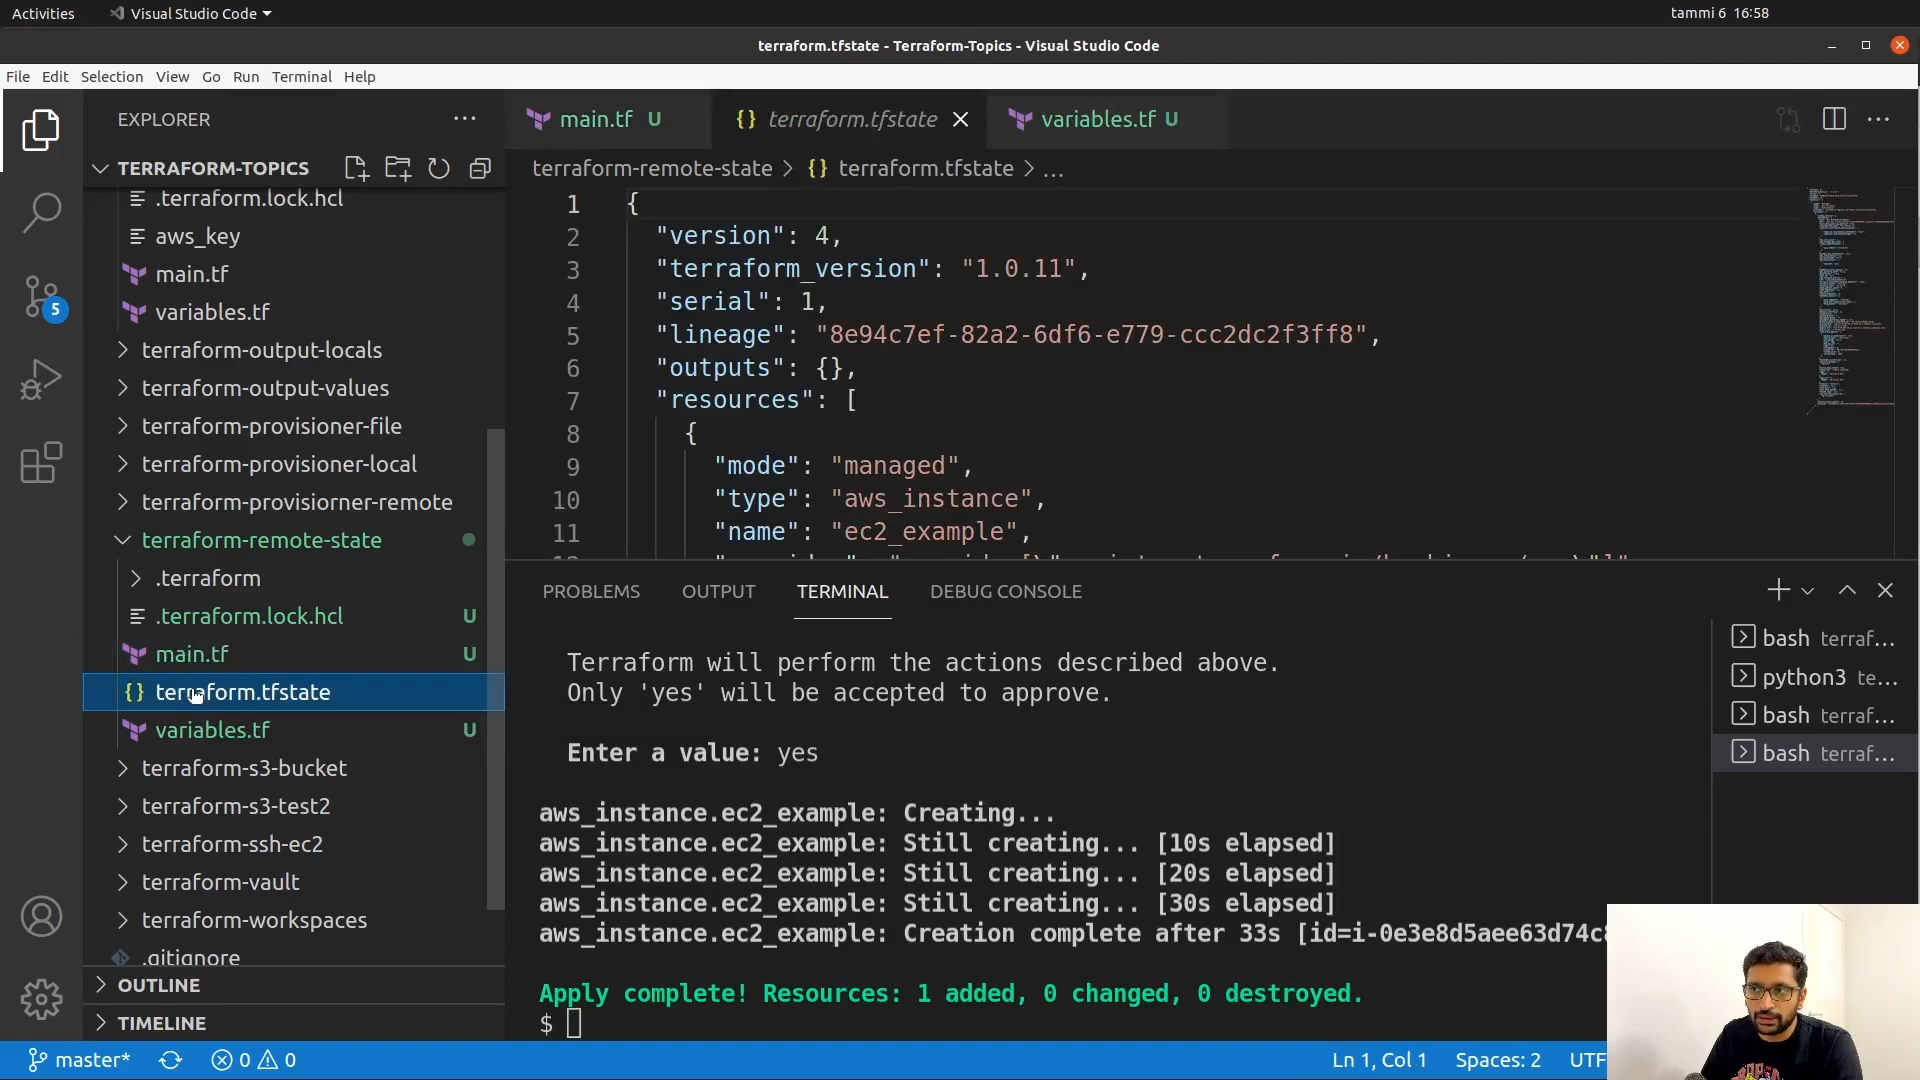 Activities
Visual Studio Code
tammi 6 16:58
terraform.tfstate - Terraform-Topics - Visual Studio Code
File Edit Selection View Go Run Terminal Help
EXPLORER
TERRAFORM-TOPICS
.terraform.lock.hcl
aws_key
main.tf
variables.tf
terraform-output-locals
terraform-output-values
terraform-provisioner-file
terraform-provisioner-local
terraform-provisiorner-remote
terraform-remote-state
.terraform
.terraform.lock.hcl U
main.tf U
terraform.tfstate
variables.tf U
terraform-s3-bucket
terraform-s3-test2
terraform-ssh-ec2
terraform-vault
terraform-workspaces
.gitignore
OUTLINE
TIMELINE
5
main.tf U
terraform.tfstate
variables.tf U
terraform-remote-state > {} terraform.tfstate > ...
1 {
2 "version": 4,
3 "terraform_version": "1.0.11",
4 "serial": 1,
5 "lineage": "8e94c7ef-82a2-6df6-e779-ccc2dc2f3ff8",
6 "outputs": {},
7 "resources": [
8 {
9 "mode": "managed",
10 "type": "aws_instance",
11 "name": "ec2_example",
PROBLEMS OUTPUT TERMINAL DEBUG CONSOLE
Terraform will perform the actions described above.
Only 'yes' will be accepted to approve.
Enter a value: yes
aws_instance.ec2_example: Creating...
aws_instance.ec2_example: Still creating... [10s elapsed]
aws_instance.ec2_example: Still creating... [20s elapsed]
aws_instance.ec2_example: Still creating... [30s elapsed]
aws_instance.ec2_example: Creation complete after 33s [id=i-0e3e8d5aee63d74c
Apply complete! Resources: 1 added, 0 changed, 0 destroyed.
$
bash terraf...
python3 te...
bash terraf...
bash terraf...
master*
0 0
Ln 1, Col 1
Spaces: 2
UTF